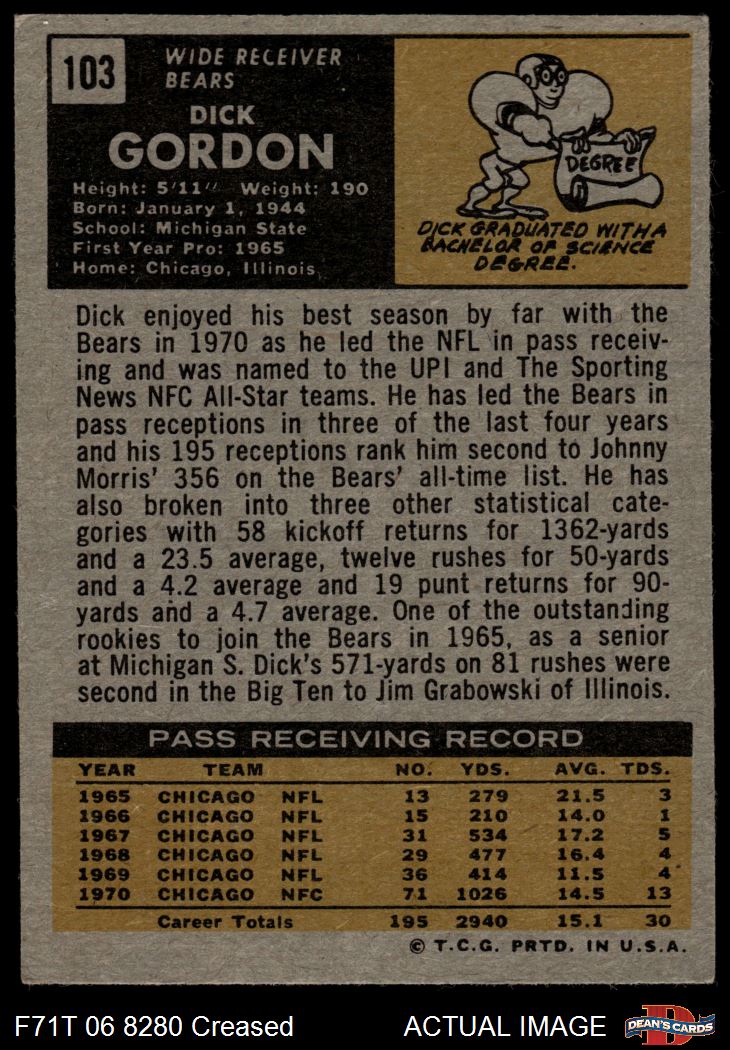 103
WIDE RECEIVER
BEARS
DICK
GORDON
Height: 5'11" Weight: 190
Born: January 1, 1944
School: Michigan State
First Year Pro: 1965
Home: Chicago, Illinois
DEGREE
DICK GRADUATED WITH A
BACHELOR OF SCIENCE
DEGREE.
Dick enjoyed his best season by far with the
Bears in 1970 as he led the NFL in pass receiv-
ing and was named to the UPI and The Sporting
News NFC All-Star teams. He has led the Bears in
pass receptions in three of the last four years
and his 195 receptions rank him second to Johnny
Morris' 356 on the Bears' all-time list. He has
also broken into three other statistical cate-
gories with 58 kickoff returns for 1362-yards
and a 23.5 average, twelve rushes for 50-yards
and a 4.2 average and 19 punt returns for 90-
yards and a 4.7 average. One of the outstanding
rookies to join the Bears in 1965, as a senior
at Michigan S. Dick's 571-yards on 81 rushes were
second in the Big Ten to Jim Grabowski of Illinois.
PASS RECEIVING RECORD
YEAR TEAM NO. YDS. AVG. TDS.
1965 CHICAGO NFL 13 279 21.5 3
1966 CHICAGO NFL 15 210 14.0 1
1967 CHICAGO NFL 31 534 17.2 5
1968 CHICAGO NFL 29 477 16.4 4
1969 CHICAGO NFL 36 414 11.5 4
1970 CHICAGO NFC 71 1026 14.5 13
Career Totals 195 2940 15.1 30
© T.C.G. PRTD. IN U.S.A.
F71T 06 8280 Creased ACTUAL IMAGE
D
DEAN'S CARDS